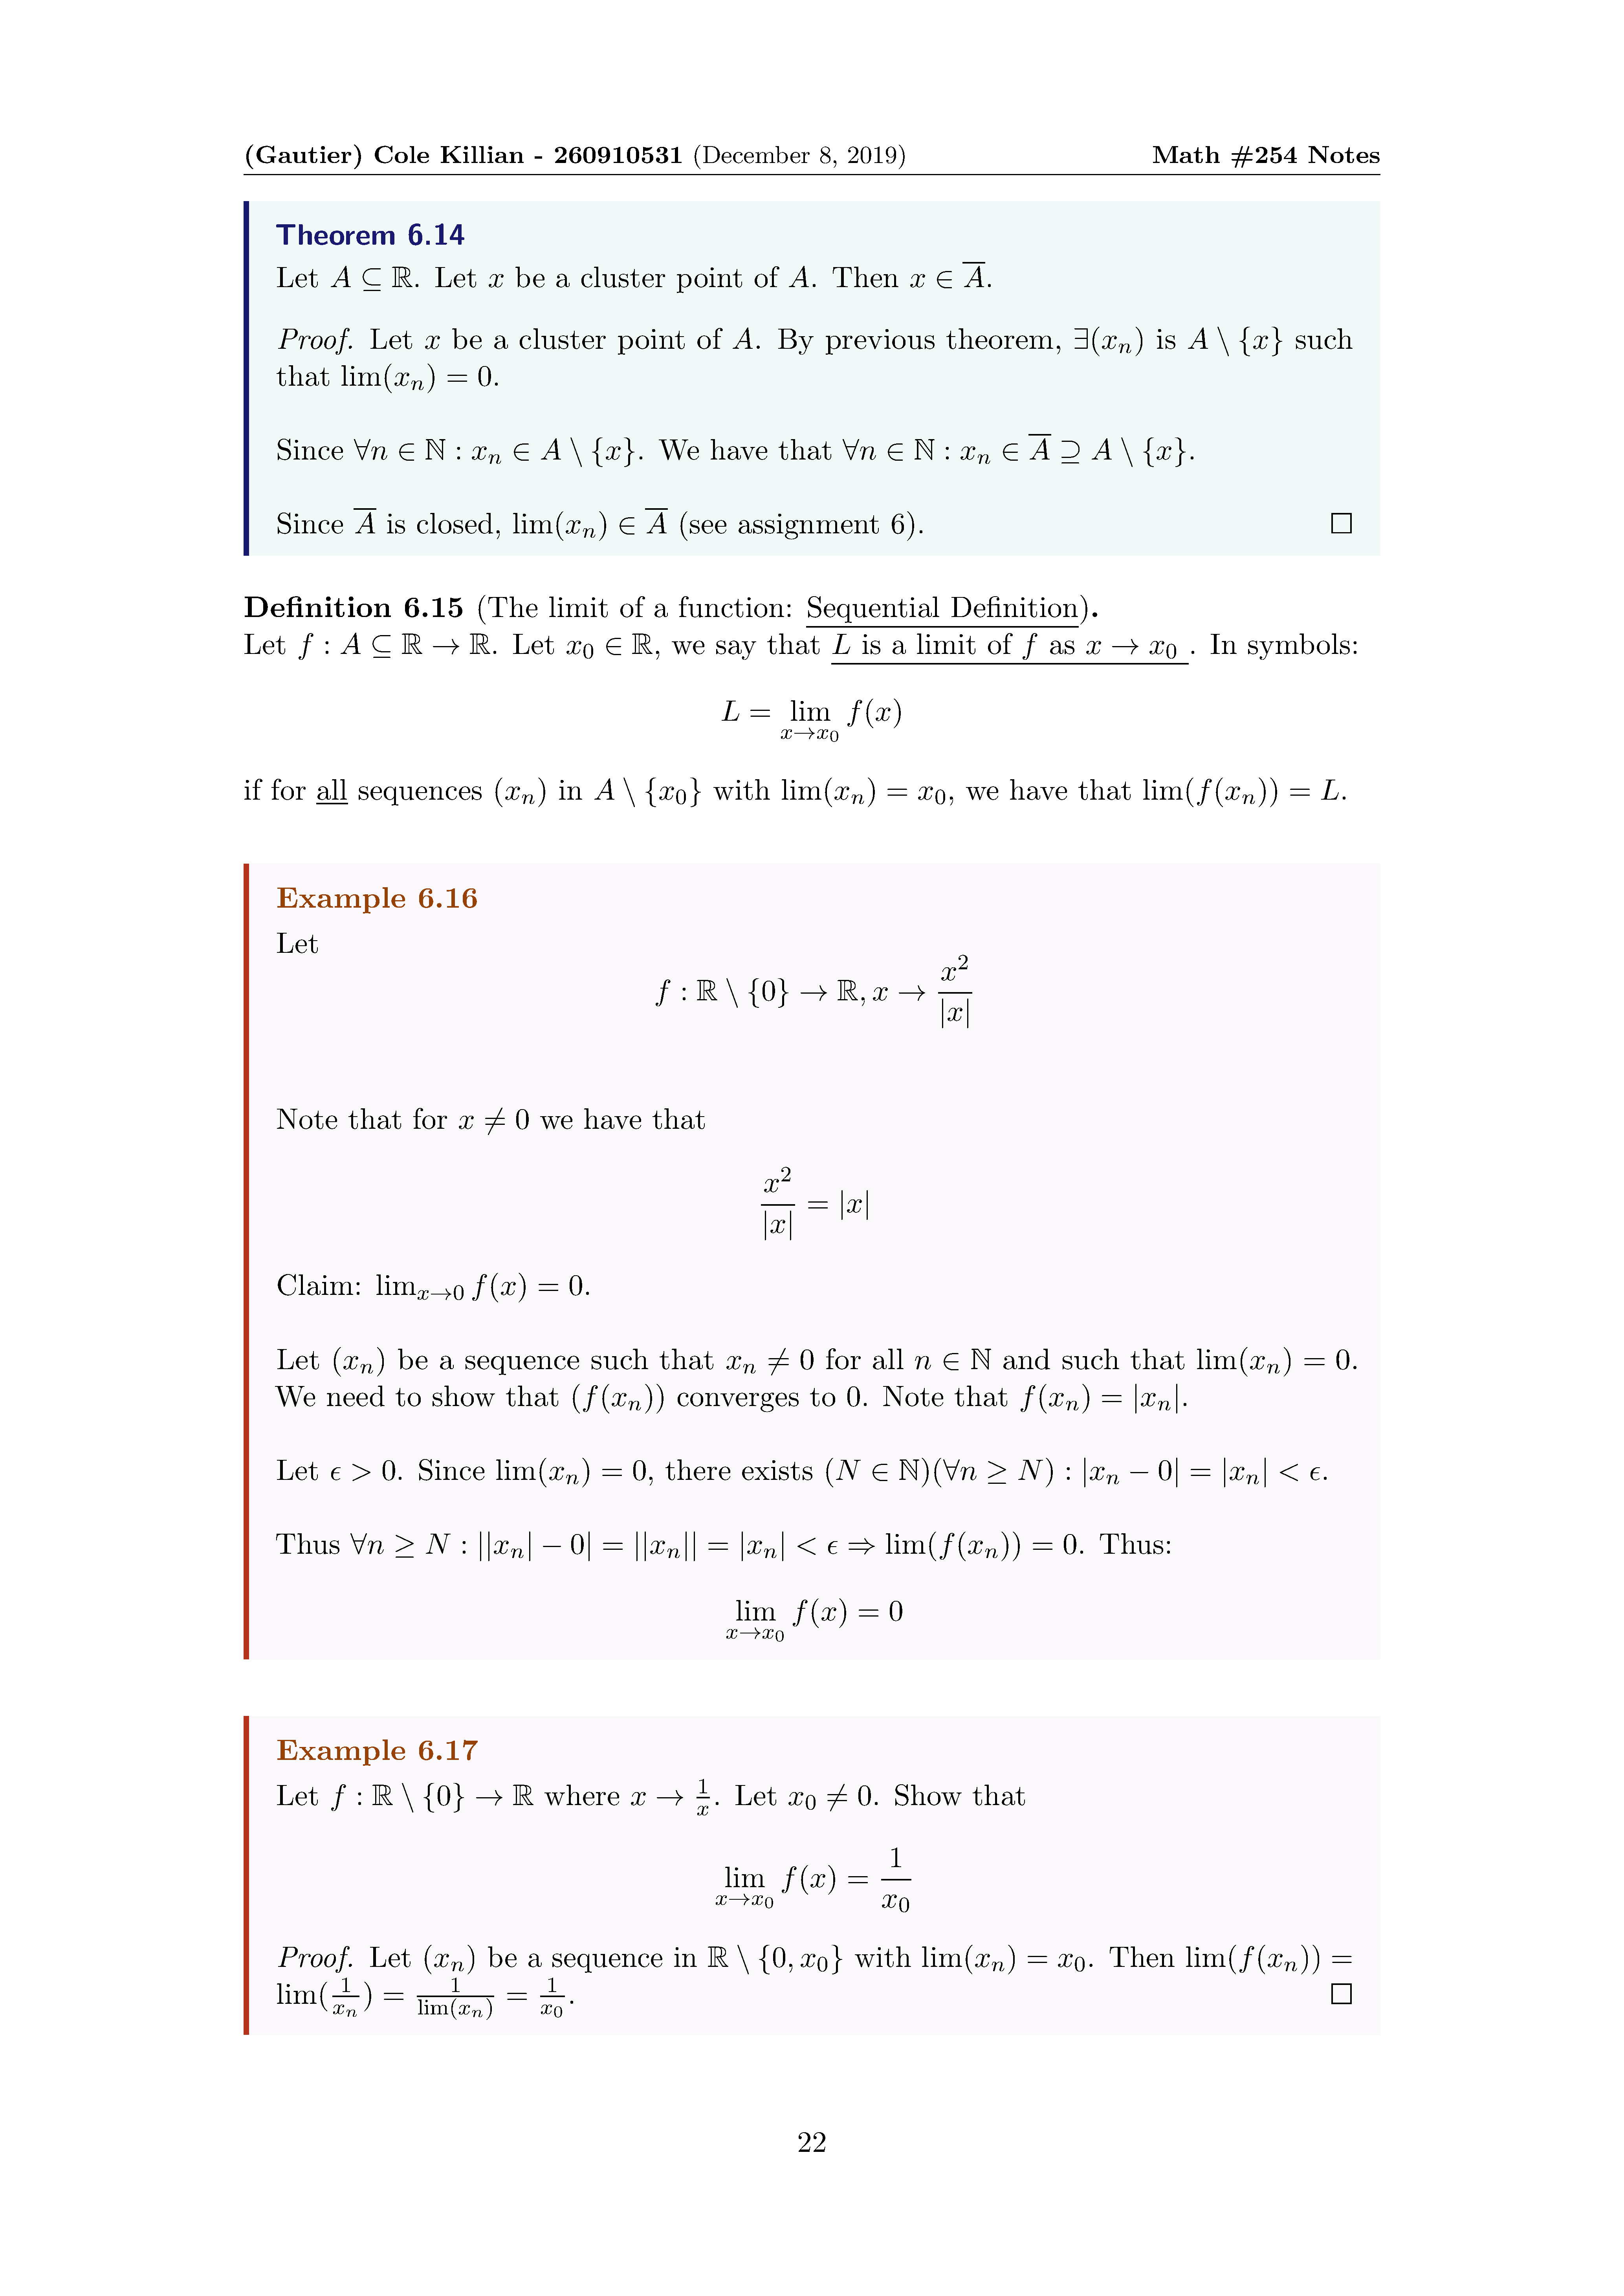 (Gautier) Cole Killian - 260910531 (December 8, 2019) Math #254 Notes
Theorem 6.14
Let $A \subseteq \mathbb{R}$. Let $x$ be a cluster point of $A$. Then $x \in \overline{A}$.
Proof. Let $x$ be a cluster point of $A$. By previous theorem, $\exists (x_n)$ is $A \setminus \{x\}$ such
that $\lim(x_n) = 0$.
Since $\forall n \in \mathbb{N} : x_n \in A \setminus \{x\}$. We have that $\forall n \in \mathbb{N} : x_n \in \overline{A} \supseteq A \setminus \{x\}$.
Since $\overline{A}$ is closed, $\lim(x_n) \in \overline{A}$ (see assignment 6). □
Definition 6.15 (The limit of a function: Sequential Definition).
Let $f : A \subseteq \mathbb{R} \to \mathbb{R}$. Let $x_0 \in \mathbb{R}$, we say that $L$ is a limit of $f$ as $x \to x_0$ . In symbols:
$L = \lim_{x \to x_0} f(x)$
if for all sequences $(x_n)$ in $A \setminus \{x_0\}$ with $\lim(x_n) = x_0$, we have that $\lim(f(x_n)) = L$.
Example 6.16
Let
$f : \mathbb{R} \setminus \{0\} \to \mathbb{R}, x \to \frac{x^2}{|x|}$
Note that for $x \neq 0$ we have that
$\frac{x^2}{|x|} = |x|$
Claim: $\lim_{x \to 0} f(x) = 0$.
Let $(x_n)$ be a sequence such that $x_n \neq 0$ for all $n \in \mathbb{N}$ and such that $\lim(x_n) = 0$.
We need to show that $(f(x_n))$ converges to 0. Note that $f(x_n) = |x_n|$.
Let $\epsilon > 0$. Since $\lim(x_n) = 0$, there exists $(N \in \mathbb{N})(\forall n \geq N) : |x_n - 0| = |x_n| < \epsilon$.
Thus $\forall n \geq N : ||x_n| - 0| = ||x_n|| = |x_n| < \epsilon \Rightarrow \lim(f(x_n)) = 0$. Thus:
$\lim_{x \to x_0} f(x) = 0$
Example 6.17
Let $f : \mathbb{R} \setminus \{0\} \to \mathbb{R}$ where $x \to \frac{1}{x}$. Let $x_0 \neq 0$. Show that
$\lim_{x \to x_0} f(x) = \frac{1}{x_0}$
Proof. Let $(x_n)$ be a sequence in $\mathbb{R} \setminus \{0, x_0\}$ with $\lim(x_n) = x_0$. Then $\lim(f(x_n)) =$
$\lim(\frac{1}{x_n}) = \frac{1}{\lim(x_n)} = \frac{1}{x_0}$. □
22